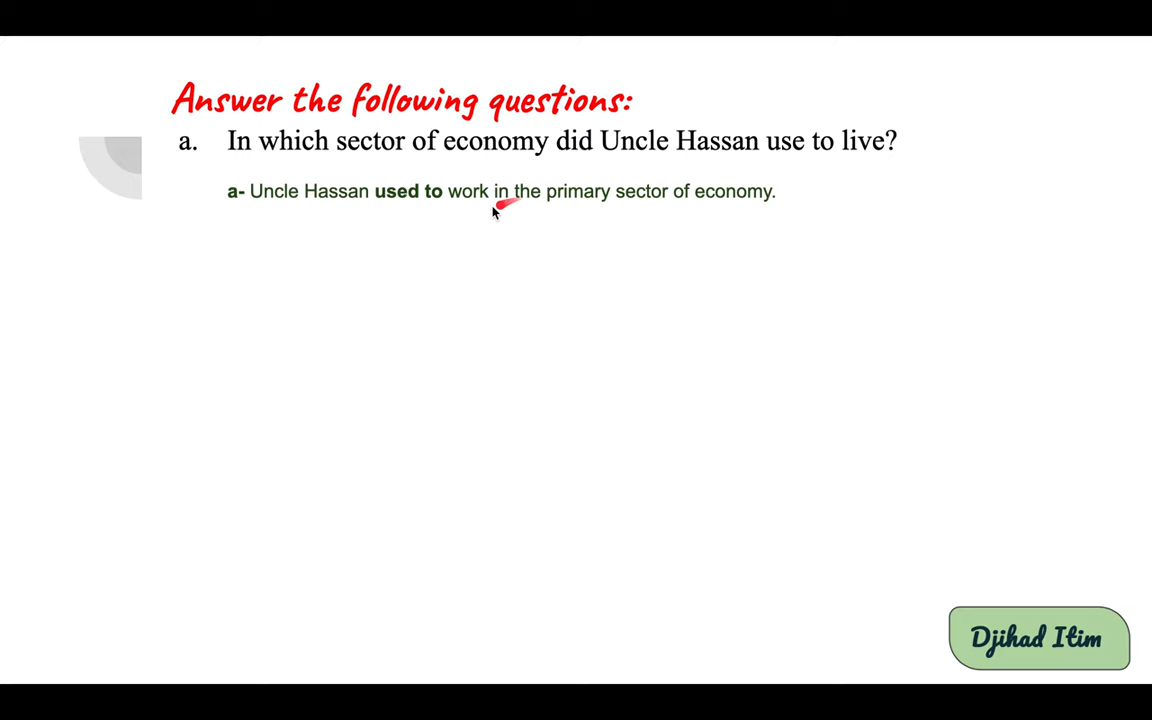 Answer the following questions:
a. In which sector of economy did Uncle Hassan use to live?
a- Uncle Hassan used to work in the primary sector of economy.
Djihad Itim